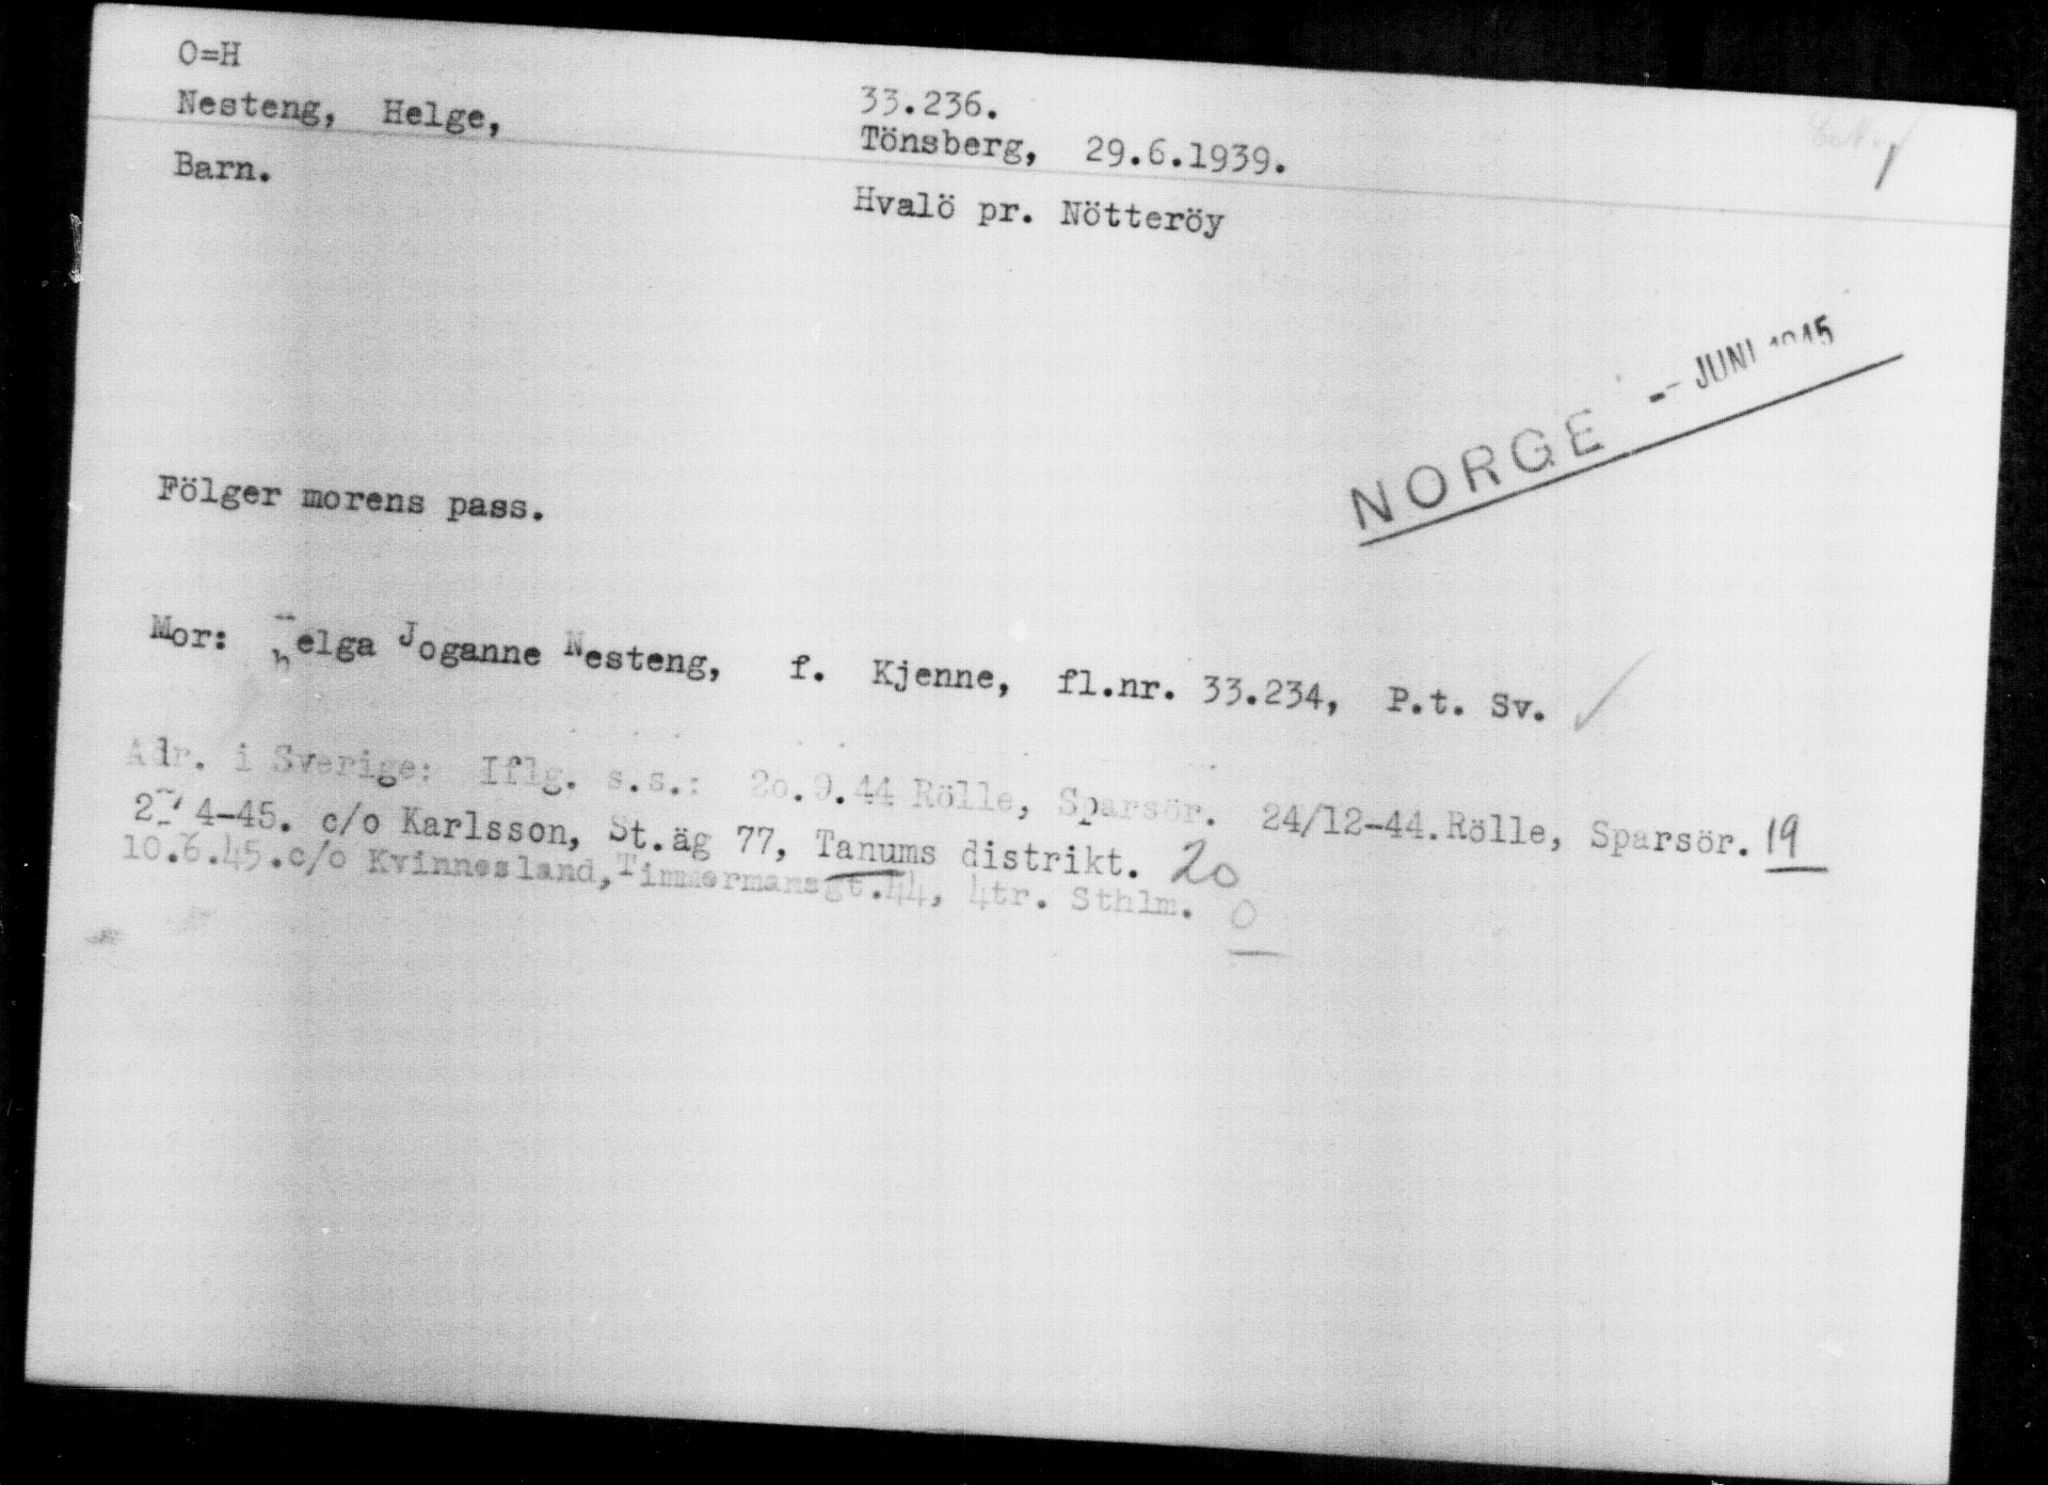 O=H
Nesteng, Helge,
33.236.
Tönsberg, 29.6.1939.
Barn.
Hvalö pr. Nötteröy
NORGE -- JUNI 1945
Fölger morens pass.
Mor: Helga Joganne Nesteng, f. Kjenne, fl.nr. 33.234, P.t. Sv.
Adr. i Sverige: Iflg. s.s.: 2o.9.44 Rölle, Sparsör. 24/12-44. Rölle, Sparsör. 19
4-45. c/o Karlsson, St.äg 77, Tanums distrikt. 20
10.6.45. c/o Kvinnesland, Timmermansgt.44, 4tr. Sthlm. 0